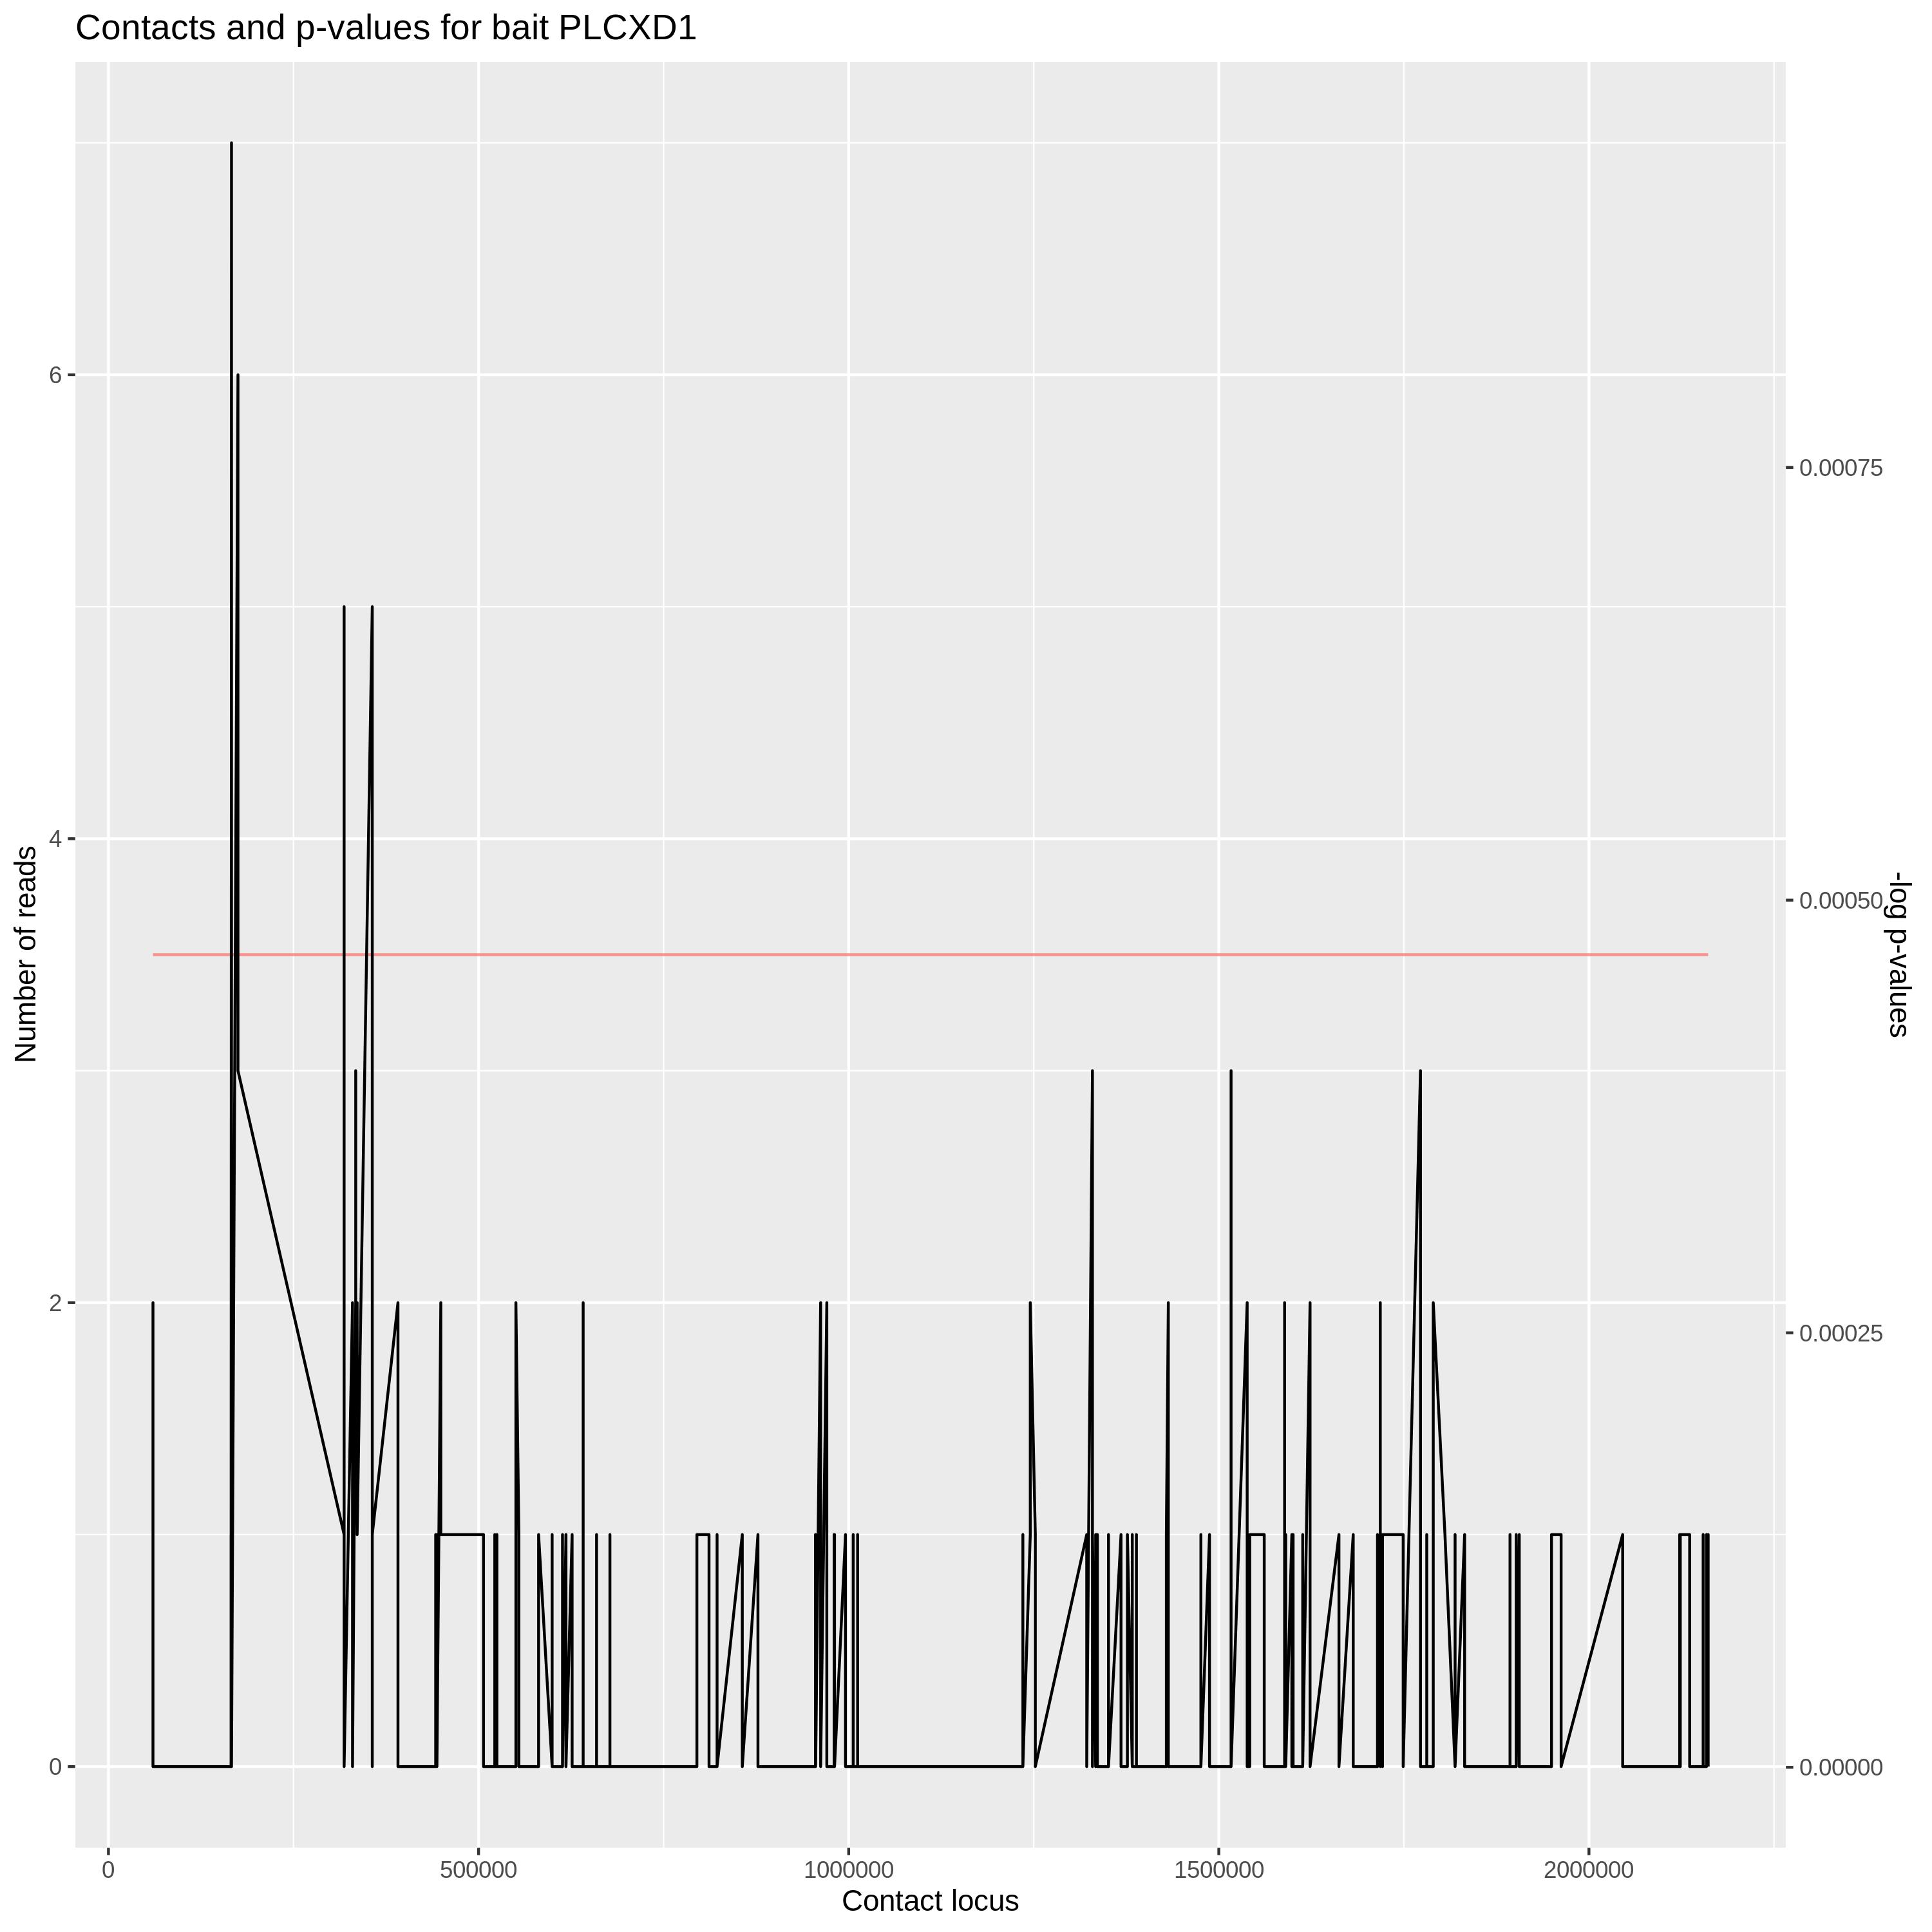 Contacts and p-values for bait PLCXD1
Number of reads
6
4
2
0
0.00075
0.00050
0.00025
0.00000
-log p-values
0 500000 1000000 1500000 2000000
Contact locus